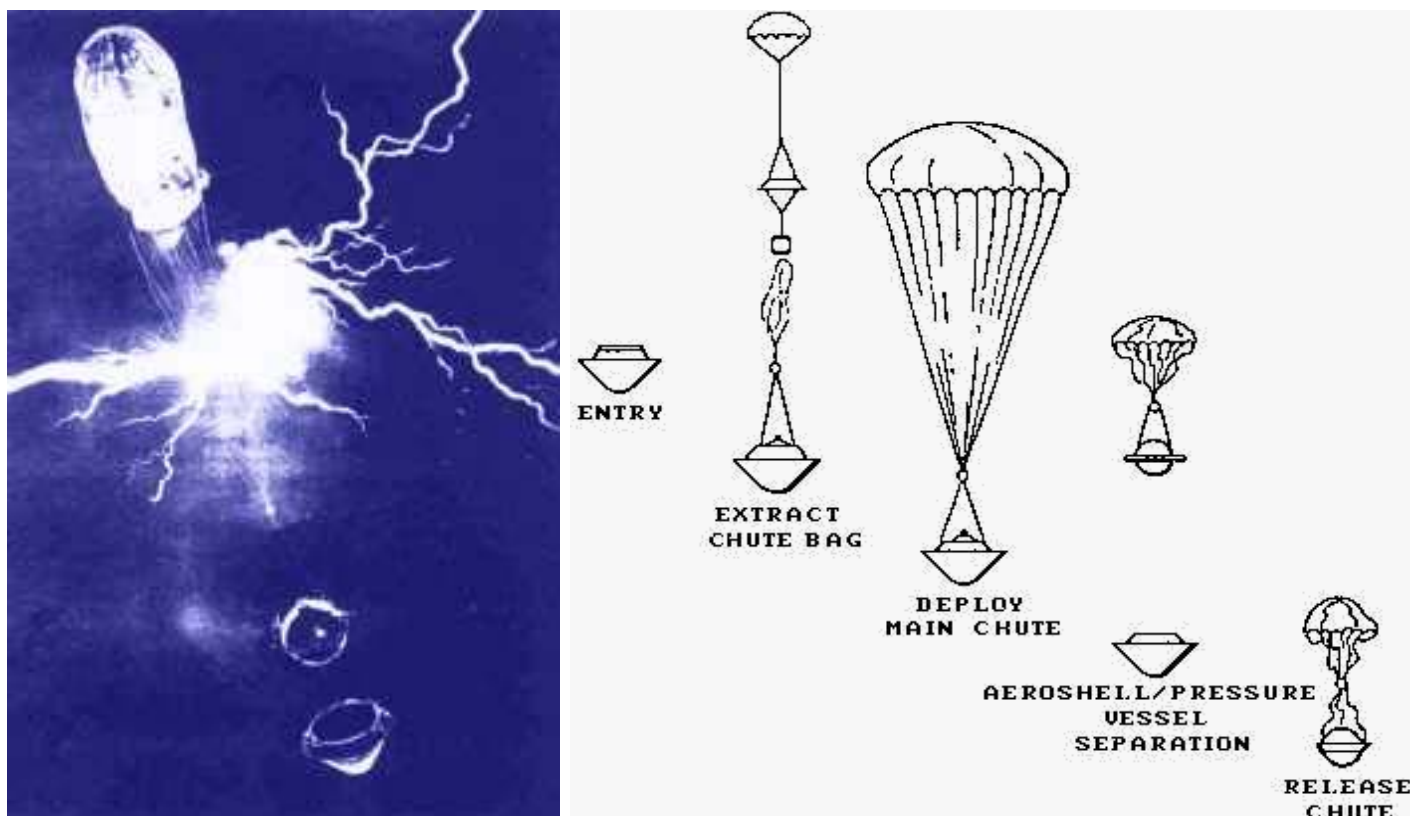 ENTRY
EXTRACT
CHUTE BAG
DEPLOY
MAIN CHUTE
AEROSHELL/PRESSURE
VESSEL
SEPARATION
RELEASE
CHUTE